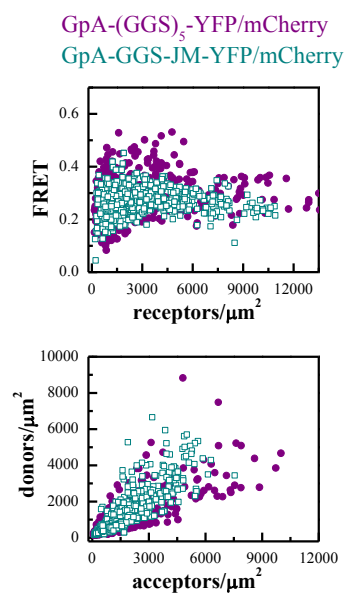 GpA-(GGS)₅-YFP/mCherry
GpA-GGS-JM-YFP/mCherry
0.6
0.4
0.2
0.0
FRET
0 3000 6000 9000 12000
receptors/μm²
10000
8000
6000
4000
2000
0
donors/μm²
0 3000 6000 9000 12000
acceptors/μm²